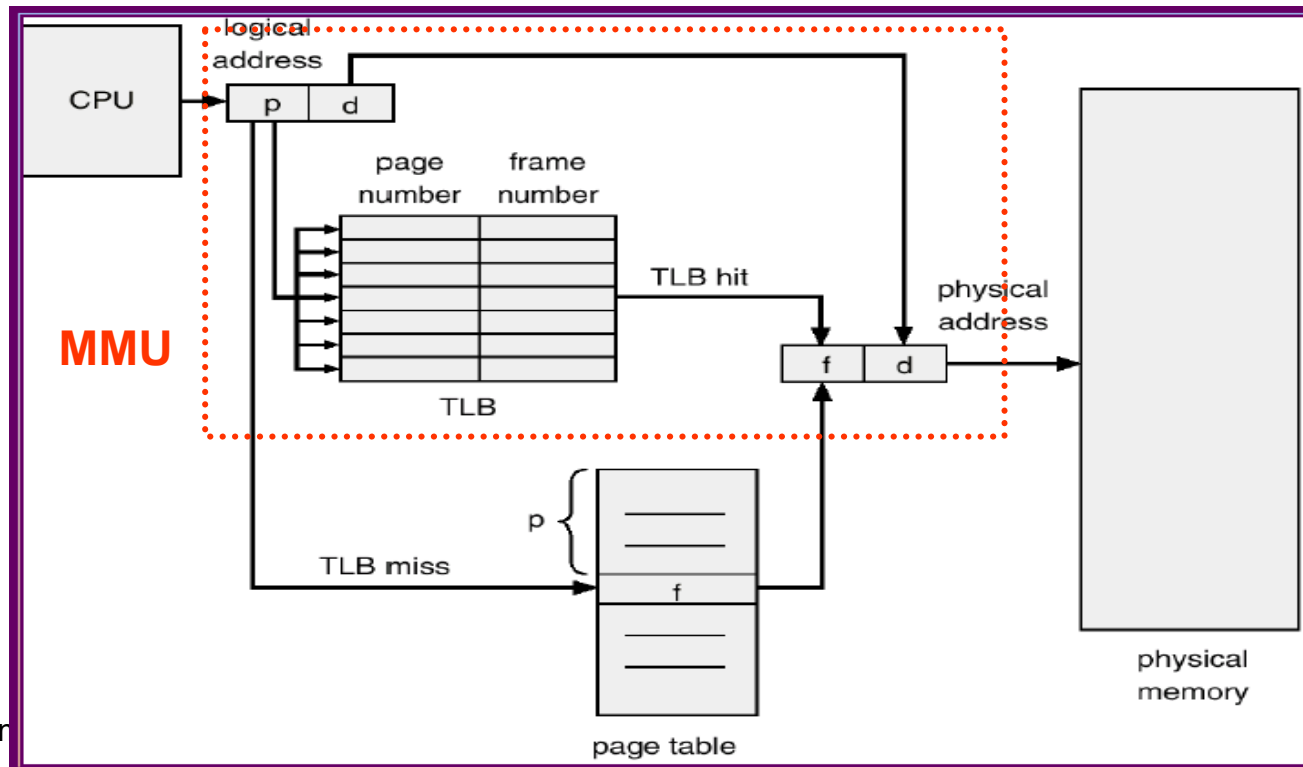 logical
address
CPU
p d
page frame
number number
TLB hit
physical
address
MMU
f d
TLB
p
TLB miss
f
physical
memory
page table